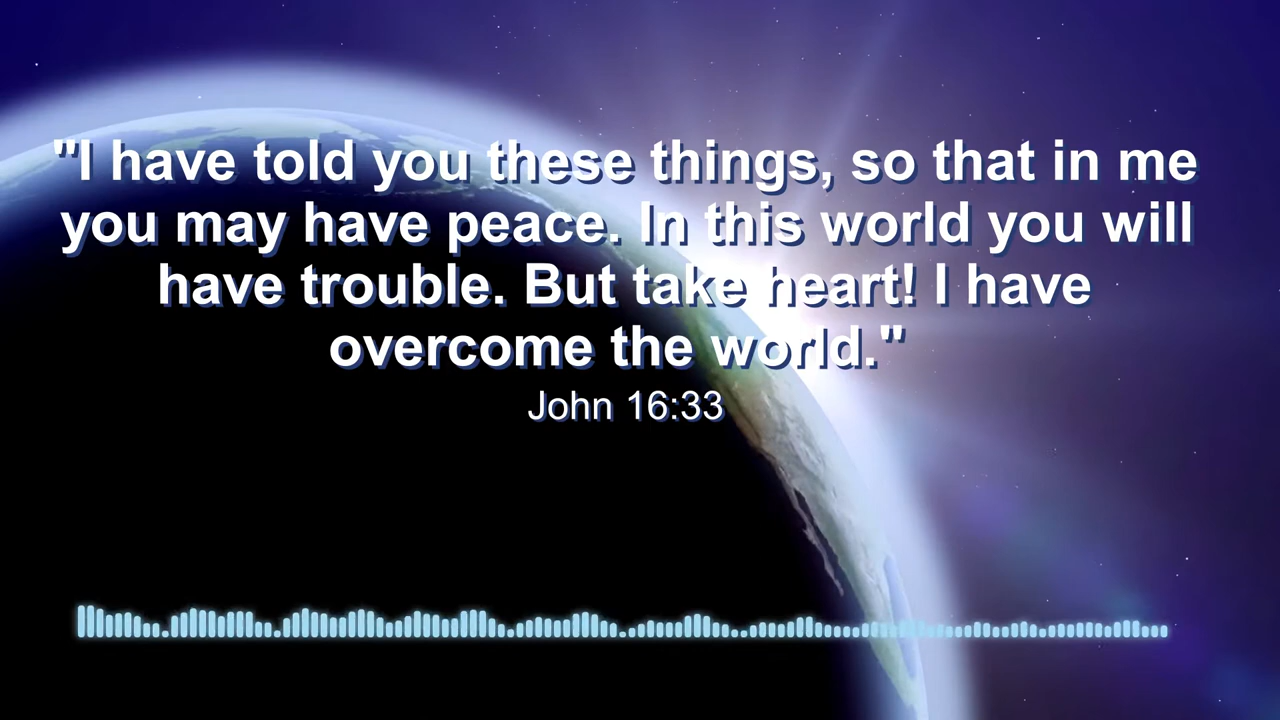 "I have told you these things, so that in me
you may have peace. In this world you will
have trouble. But take heart! I have
overcome the world."
John 16:33